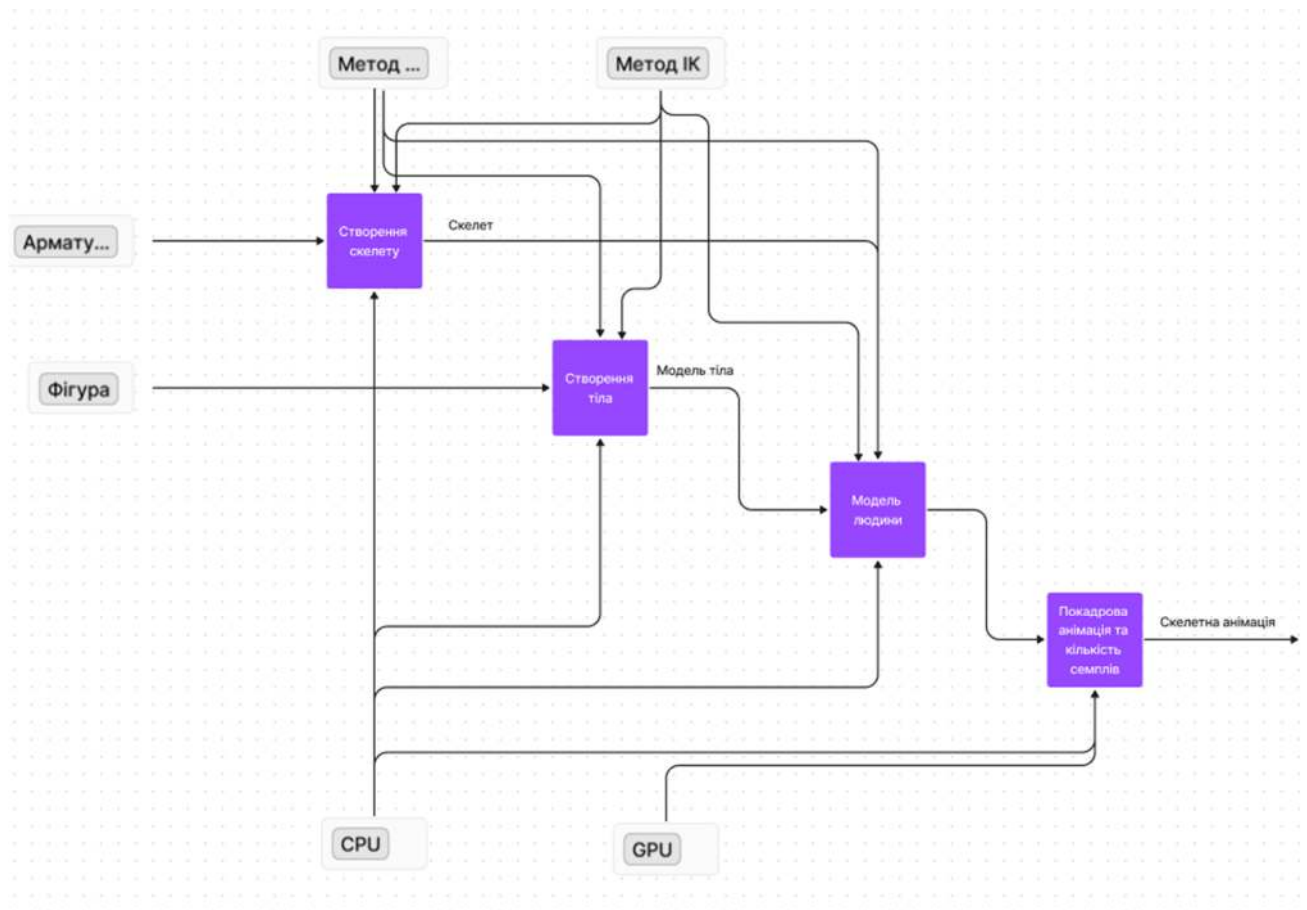 Метод ...
Метод ІК
Створення
скелету
Скелет
Армату...
Створення
тіла
Модель тіла
Фігура
Модель
людини
Покадрова
анімація та
кількість
семплів
Скелетна анімація
CPU
GPU